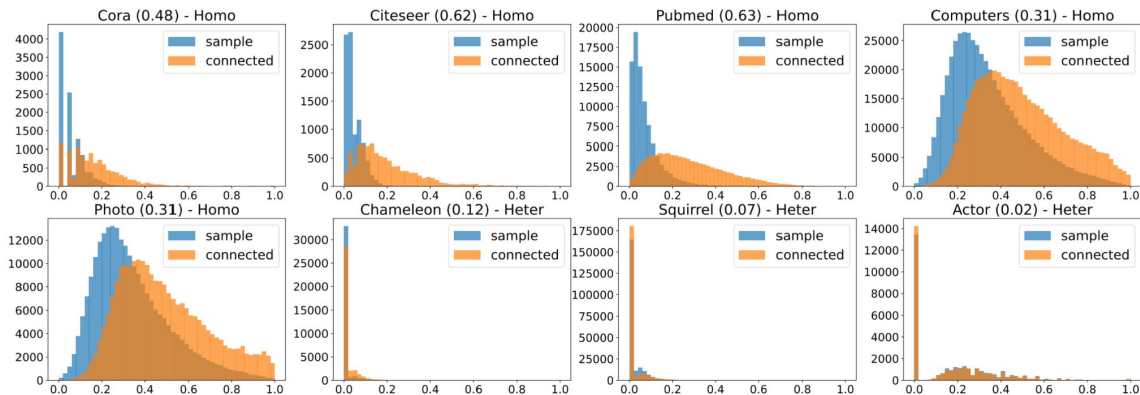 Cora (0.48) - Homo
4000
3500
3000
2500
2000
1500
1000
500
0
0.0 0.2 0.4 0.6 0.8 1.0
sample
connected
Citeseer (0.62) - Homo
2500
2000
1500
1000
500
0
0.0 0.2 0.4 0.6 0.8 1.0
sample
connected
Pubmed (0.63) - Homo
20000
17500
15000
12500
10000
7500
5000
2500
0
0.0 0.2 0.4 0.6 0.8 1.0
sample
connected
Computers (0.31) - Homo
25000
20000
15000
10000
5000
0
0.0 0.2 0.4 0.6 0.8 1.0
sample
connected
Photo (0.31) - Homo
12000
10000
8000
6000
4000
2000
0
0.0 0.2 0.4 0.6 0.8 1.0
sample
connected
Chameleon (0.12) - Heter
30000
25000
20000
15000
10000
5000
0
0.0 0.2 0.4 0.6 0.8 1.0
sample
connected
Squirrel (0.07) - Heter
175000
150000
125000
100000
75000
50000
25000
0
0.0 0.2 0.4 0.6 0.8 1.0
sample
connected
Actor (0.02) - Heter
14000
12000
10000
8000
6000
4000
2000
0
0.0 0.2 0.4 0.6 0.8 1.0
sample
connected